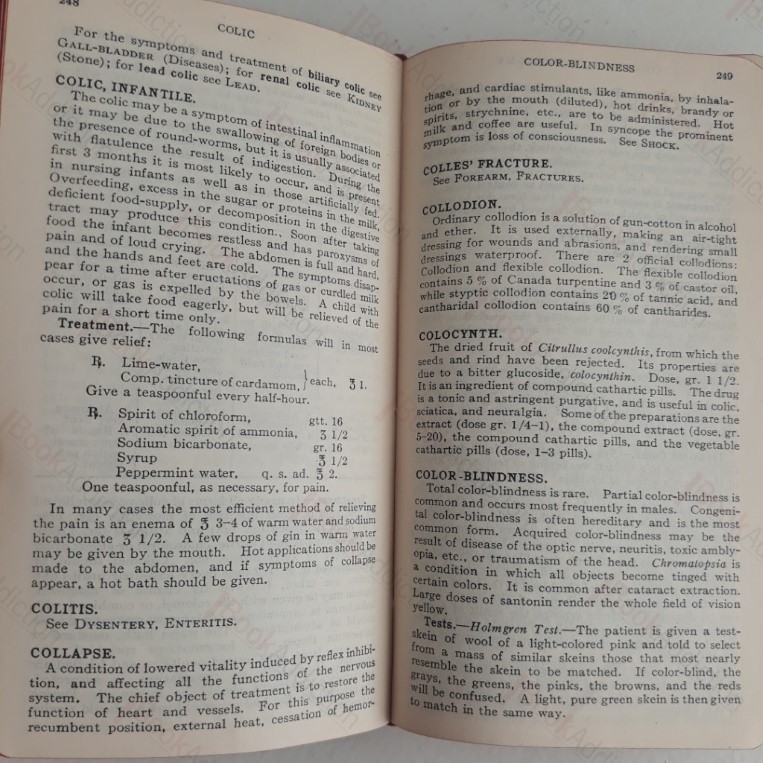 248
COLIC
For the symptoms and treatment of biliary colic see
GALL-BLADDER (Diseases); for renal colic see KIDNEY
(Stone); for lead colic see LEAD.
COLIC, INFANTILE.
The colic may be a symptom of intestinal inflammation
or it may be due to the swallowing of foreign bodies or
the presence of round-worms, but it is usually associated
with flatulence the result of indigestion. During the
first 3 months it is most likely to occur, and is present
in nursing infants as well as in those artificially fed.
Overfeeding, excess in the sugar or proteins in the milk,
deficient food-supply, or decomposition in the digestive
tract may produce this condition. Soon after taking
food the infant becomes restless and has paroxysms of
pain and of loud crying. The abdomen is full and hard,
and the hands and feet are cold. The symptoms disap-
pear for a time after eructations of gas or curdled milk
occur, or gas is expelled by the bowels. A child with
colic will take food eagerly, but will be relieved of the
pain for a short time only.
Treatment.—The following formulas will in most
cases give relief:
℞. Lime-water,
Comp. tincture of cardamom, } each, ʒ 1.
Give a teaspoonful every half-hour.
℞. Spirit of chloroform, gtt. 16
Aromatic spirit of ammonia, ʒ 1/2
Sodium bicarbonate, gr. 16
Syrup ℥ 1/2
Peppermint water, q. s. ad. ℥ 2.
One teaspoonful, as necessary, for pain.
In many cases the most efficient method of relieving
the pain is an enema of ℥ 3-4 of warm water and sodium
bicarbonate ʒ 1/2. A few drops of gin in warm water
may be given by the mouth. Hot applications should be
made to the abdomen, and if symptoms of collapse
appear, a hot bath should be given.
COLITIS.
See DYSENTERY, ENTERITIS.
COLLAPSE.
A condition of lowered vitality induced by reflex inhibi-
tion, and affecting all the functions of the nervous
system. The chief object of treatment is to restore the
function of heart and vessels. For this purpose the
recumbent position, external heat, cessation of hemor-
COLOR-BLINDNESS
249
rhage, and cardiac stimulants, like ammonia, by inhala-
tion or by the mouth (diluted), hot drinks, brandy or
spirits, strychnine, etc., are to be administered. Hot
milk and coffee are useful. In syncope the prominent
symptom is loss of consciousness. See SHOCK.
COLLES' FRACTURE.
See FOREARM, FRACTURES.
COLLODION.
Ordinary collodion is a solution of gun-cotton in alcohol
and ether. It is used externally, making an air-tight
dressing for wounds and abrasions, and rendering small
dressings waterproof. There are 2 official collodions:
Collodion and flexible collodion. The flexible collodion
contains 5 % of Canada turpentine and 3 % of castor oil,
while styptic collodion contains 20 % of tannic acid, and
cantharidal collodion contains 60 % of cantharides.
COLOCYNTH.
The dried fruit of Citrullus coolcynthis, from which the
seeds and rind have been rejected. Its properties are
due to a bitter glucoside, colocynthin. Dose, gr. 1 1/2.
It is an ingredient of compound cathartic pills. The drug
is a tonic and astringent purgative, and is useful in colic,
sciatica, and neuralgia. Some of the preparations are the
extract (dose gr. 1/4-1), the compound extract (dose, gr.
5-20), the compound cathartic pills, and the vegetable
cathartic pills (dose, 1-3 pills).
COLOR-BLINDNESS.
Total color-blindness is rare. Partial color-blindness is
common and occurs most frequently in males. Congeni-
tal color-blindness is often hereditary and is the most
common form. Acquired color-blindness may be the
result of disease of the optic nerve, neuritis, toxic ambly-
opia, etc., or traumatism of the head. Chromatopsia is
a condition in which all objects become tinged with
certain colors. It is common after cataract extraction.
Large doses of santonin render the whole field of vision
yellow.
Tests.—Holmgren Test.—The patient is given a test-
skein of wool of a light-colored pink and told to select
from a mass of similar skeins those that most nearly
resemble the skein to be matched. If color-blind, the
grays, the greens, the pinks, the browns, and the reds
will be confused. A light, pure green skein is then given
to match in the same way.